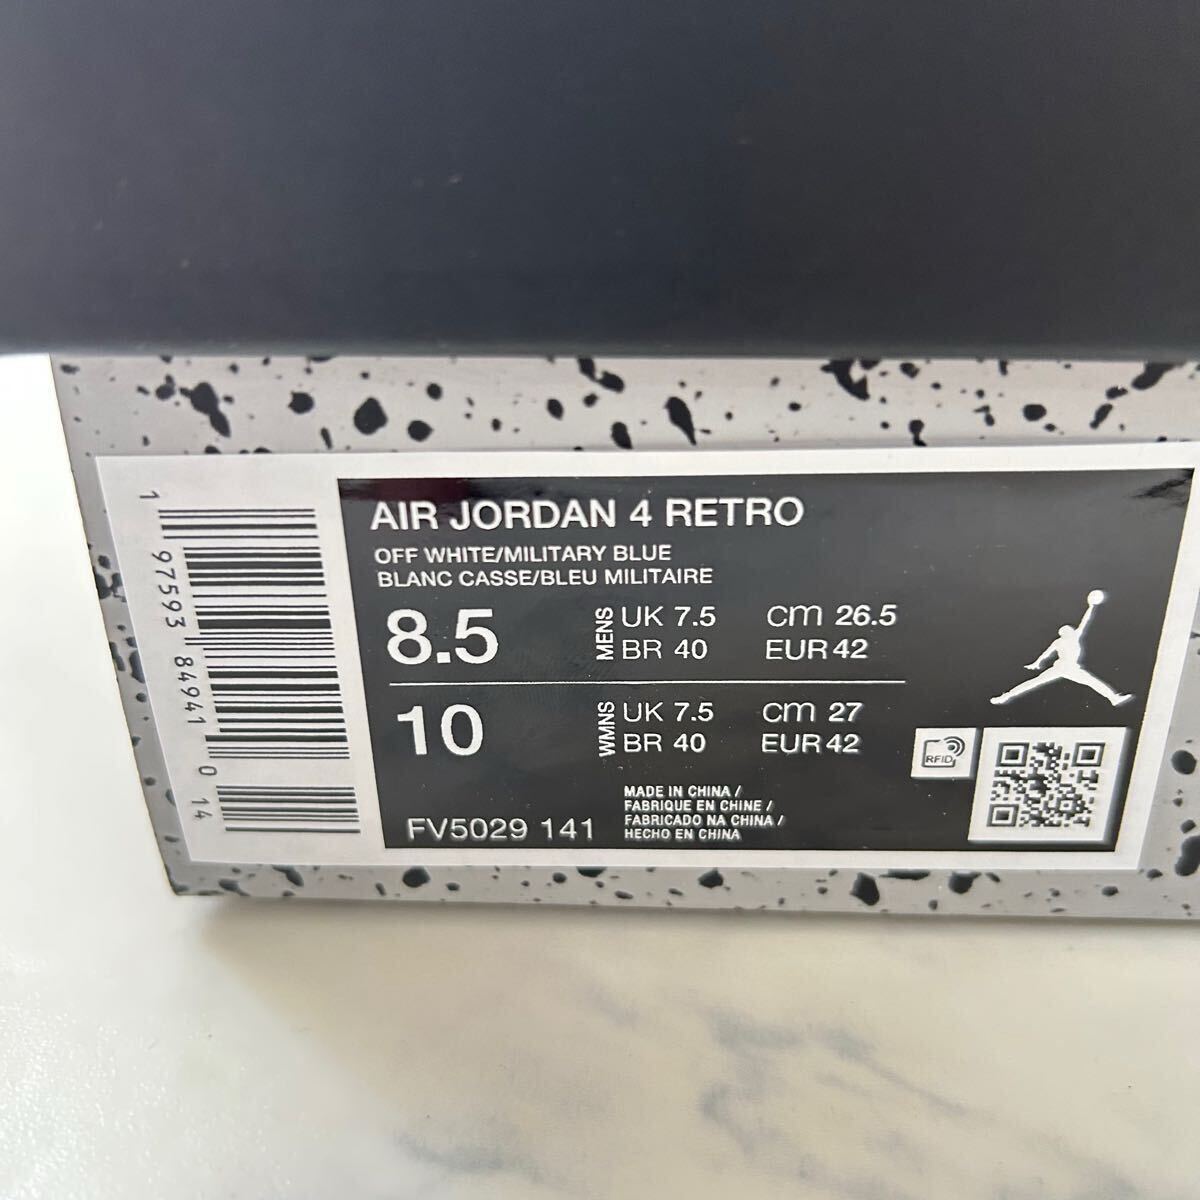 AIR JORDAN 4 RETRO
OFF WHITE/MILITARY BLUE
BLANC CASSE/BLEU MILITAIRE
8.5 MENS UK 7.5 cm 26.5
BR 40 EUR 42
10 WMNS UK 7.5 cm 27
BR 40 EUR 42
RFID
MADE IN CHINA /
FABRIQUE EN CHINE /
FABRICADO NA CHINA /
HECHO EN CHINA
FV5029 141
1 97593 84941 0 14